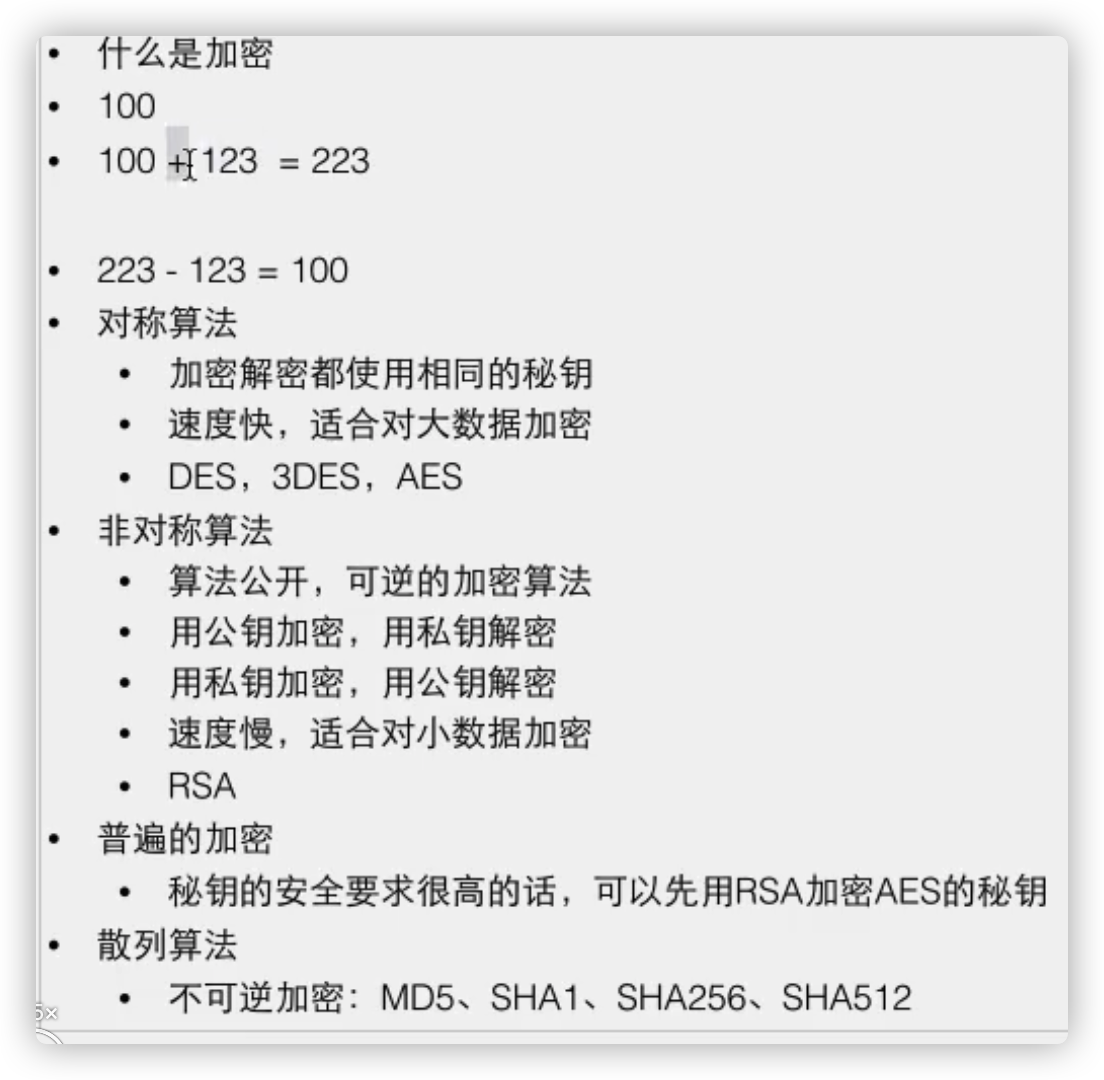 什么是加密
100
100 + 123 = 223
223 - 123 = 100
对称算法
加密解密都使用相同的秘钥
速度快，适合对大数据加密
DES，3DES，AES
非对称算法
算法公开，可逆的加密算法
用公钥加密，用私钥解密
用私钥加密，用公钥解密
速度慢，适合对小数据加密
RSA
普遍的加密
秘钥的安全要求很高的话，可以先用RSA加密AES的秘钥
散列算法
不可逆加密：MD5、SHA1、SHA256、SHA512